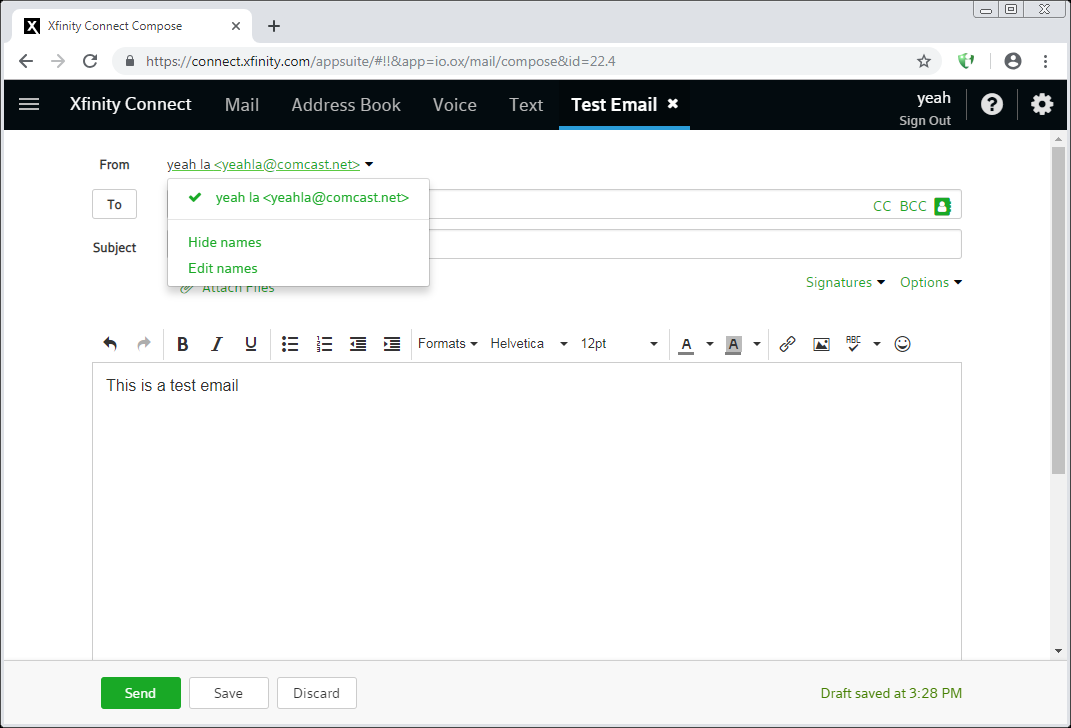 X Xfinity Connect Compose
https://connect.xfinity.com/appsuite/#!!&app=io.ox/mail/compose&id=22.4
Xfinity Connect Mail Address Book Voice Text Test Email yeah
Sign Out
From yeah la <yeahla@comcast.net>
To yeah la <yeahla@comcast.net> CC BCC
Subject Hide names
Edit names
Attach Files Signatures Options
B I U Formats Helvetica 12pt A A ABC
This is a test email
Send Save Discard Draft saved at 3:28 PM